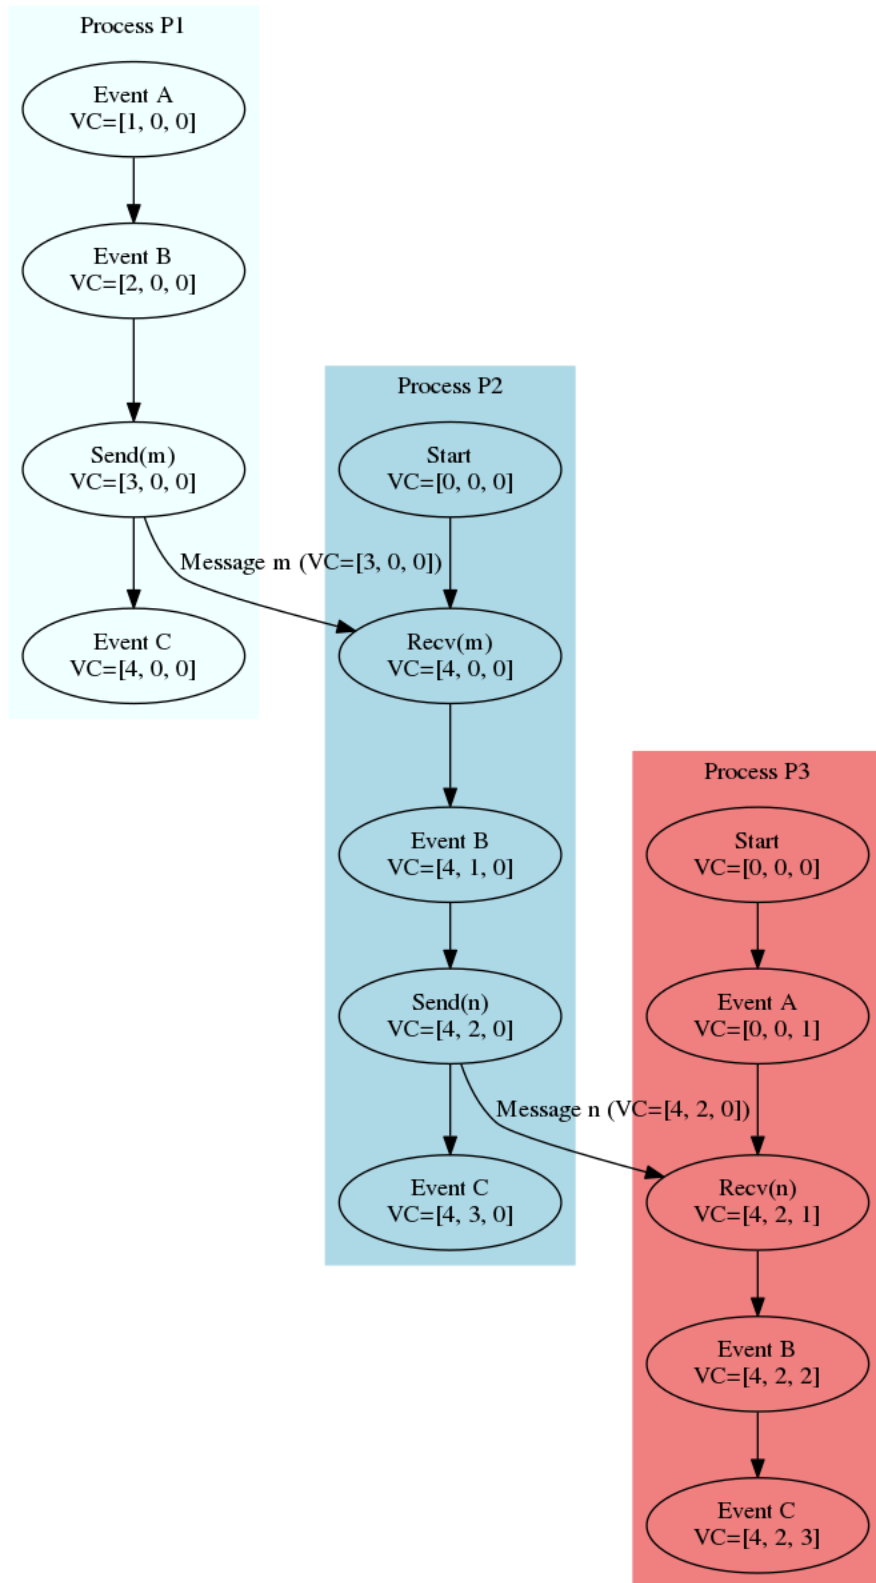 Process P1
Event A
VC=[1, 0, 0]
Event B
VC=[2, 0, 0]
Send(m)
VC=[3, 0, 0]
Event C
VC=[4, 0, 0]
Message m (VC=[3, 0, 0])
Process P2
Start
VC=[0, 0, 0]
Recv(m)
VC=[4, 0, 0]
Event B
VC=[4, 1, 0]
Send(n)
VC=[4, 2, 0]
Event C
VC=[4, 3, 0]
Message n (VC=[4, 2, 0])
Process P3
Start
VC=[0, 0, 0]
Event A
VC=[0, 0, 1]
Recv(n)
VC=[4, 2, 1]
Event B
VC=[4, 2, 2]
Event C
VC=[4, 2, 3]